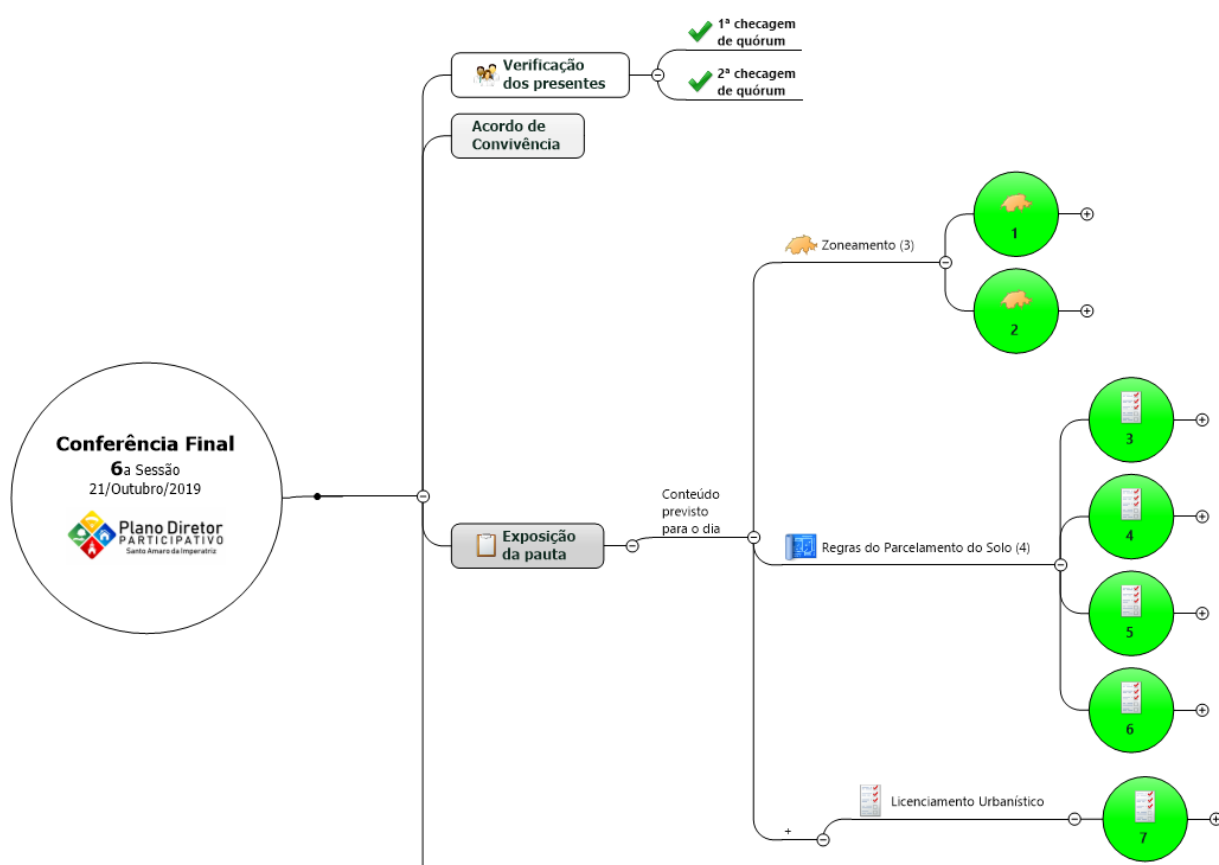 1ª checagem
de quórum
Verificação
dos presentes
2ª checagem
de quórum
Acordo de
Convivência
1
Zoneamento (3)
2
Conferência Final
6a Sessão
21/Outubro/2019
Plano Diretor
PARTICIPATIVO
Santo Amaro da Imperatriz
Exposição
da pauta
Conteúdo
previsto
para o dia
3
4
Regras do Parcelamento do Solo (4)
5
6
+
Licenciamento Urbanístico
7